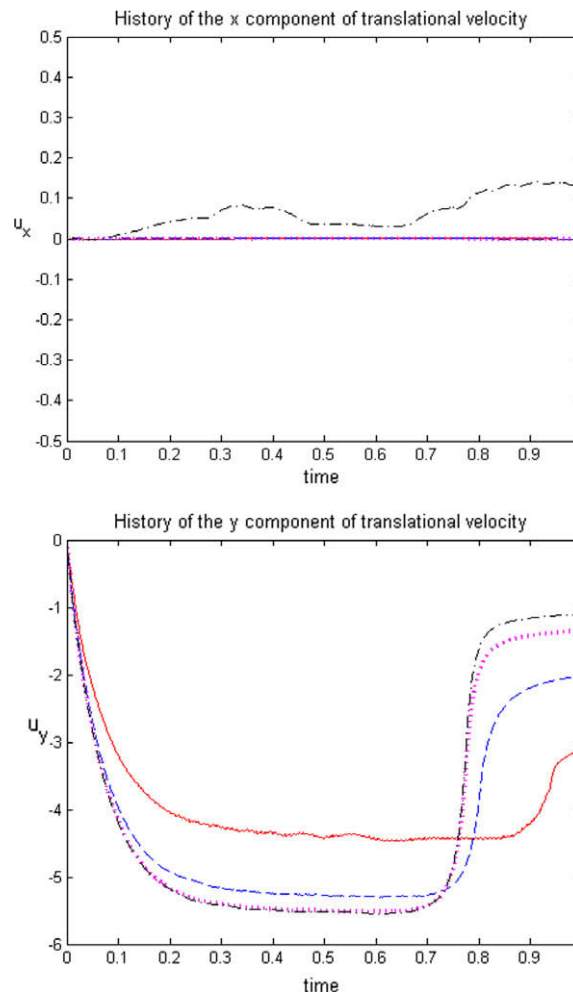 History of the x component of translational velocity
0.5
0.4
0.3
0.2
0.1
u_x
0
-0.1
-0.2
-0.3
-0.4
-0.5
0 0.1 0.2 0.3 0.4 0.5 0.6 0.7 0.8 0.9
time
History of the y component of translational velocity
0
-1
-2
u_y
-3
-4
-5
-6
0 0.1 0.2 0.3 0.4 0.5 0.6 0.7 0.8 0.9
time